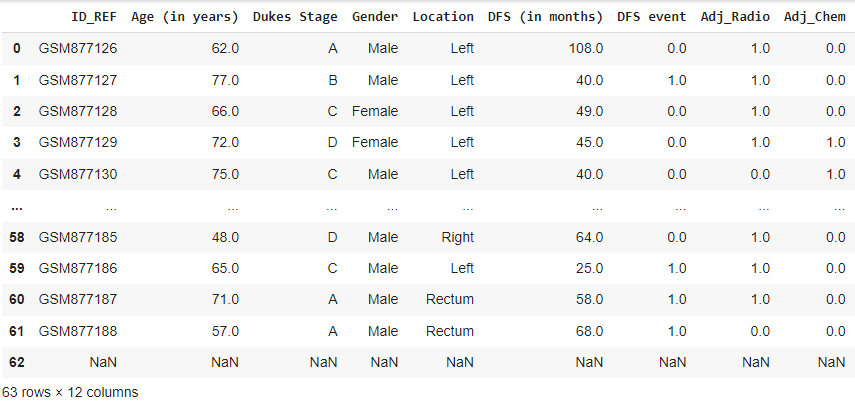 ID_REF Age (in years) Dukes Stage Gender Location DFS (in months) DFS event Adj_Radio Adj_Chem
0 GSM877126 62.0 A Male Left 108.0 0.0 1.0 0.0
1 GSM877127 77.0 B Male Left 40.0 1.0 1.0 0.0
2 GSM877128 66.0 C Female Left 49.0 0.0 1.0 0.0
3 GSM877129 72.0 D Female Left 45.0 0.0 1.0 1.0
4 GSM877130 75.0 C Male Left 40.0 0.0 0.0 1.0
... ... ... ... ... ... ... ... ... ...
58 GSM877185 48.0 D Male Right 64.0 0.0 1.0 0.0
59 GSM877186 65.0 C Male Left 25.0 1.0 1.0 0.0
60 GSM877187 71.0 A Male Rectum 58.0 1.0 1.0 0.0
61 GSM877188 57.0 A Male Rectum 68.0 1.0 0.0 0.0
62 NaN NaN NaN NaN NaN NaN NaN NaN NaN
63 rows × 12 columns